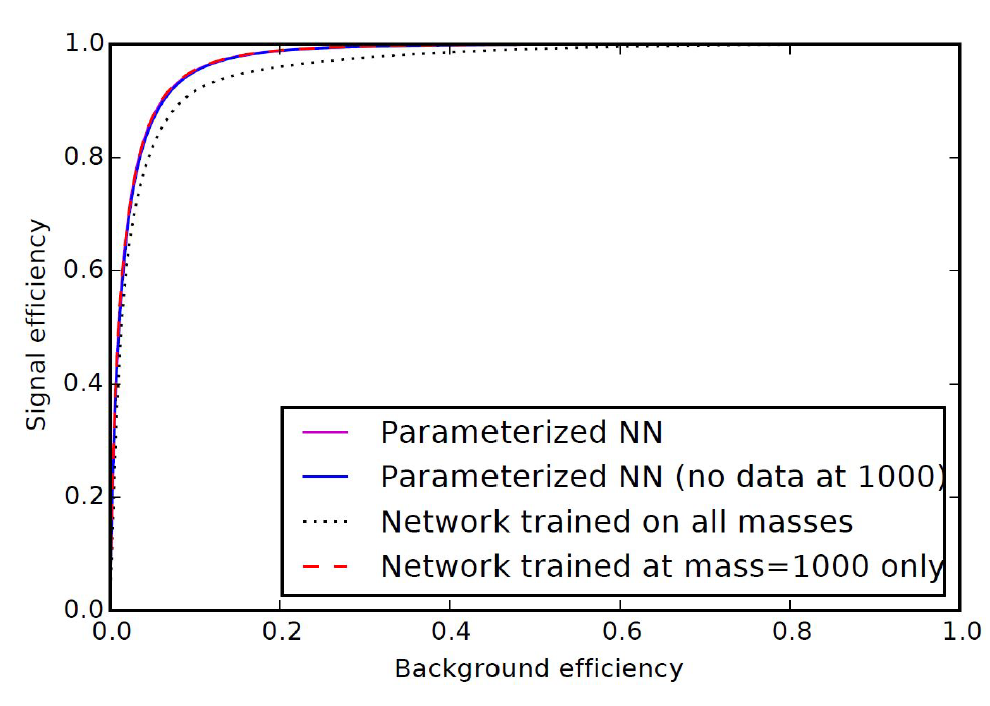 1.0
0.8
0.6
0.4
0.2
0.0
Signal efficiency
Parameterized NN
Parameterized NN (no data at 1000)
Network trained on all masses
Network trained at mass=1000 only
0.0 0.2 0.4 0.6 0.8 1.0
Background efficiency